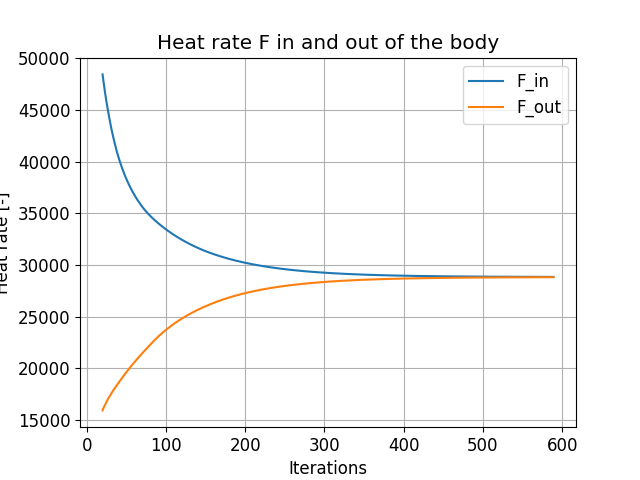 Heat rate F in and out of the body
50000
45000
40000
35000
30000
25000
20000
15000
Heat rate [-]
F_in
F_out
0 100 200 300 400 500 600
Iterations